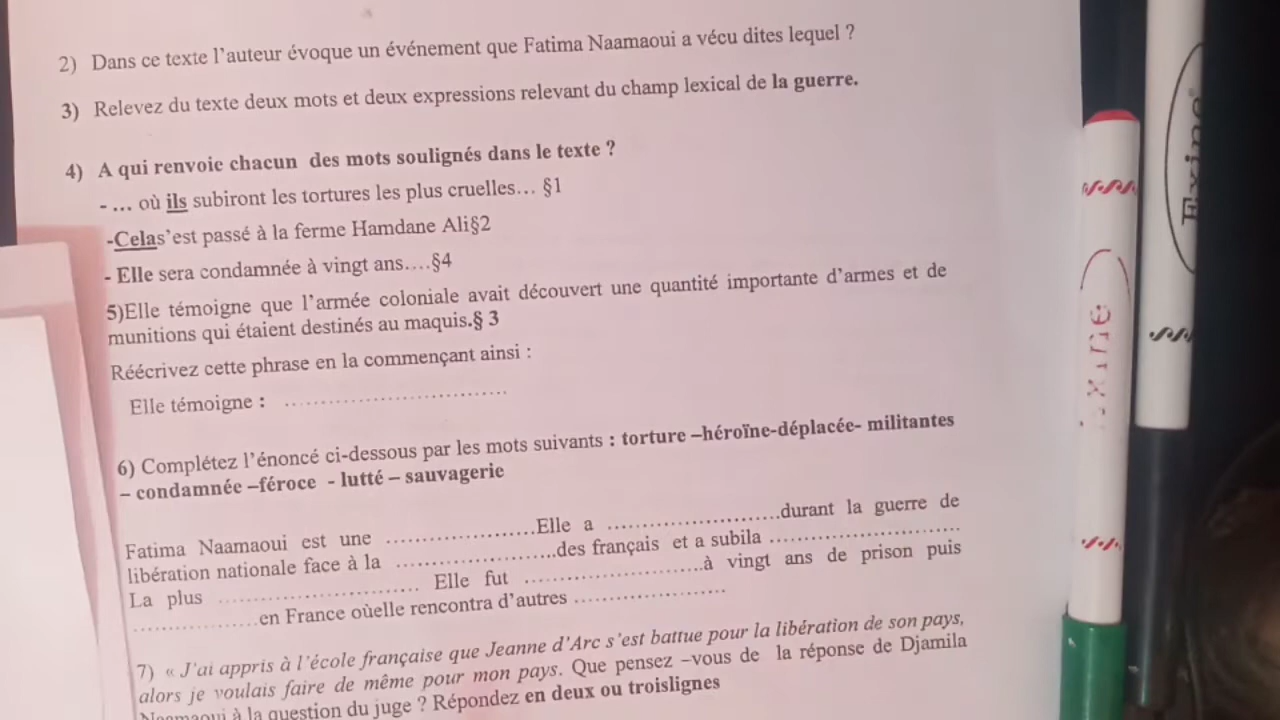 2) Dans ce texte l'auteur évoque un événement que Fatima Naamaoui a vécu dites lequel ?
3) Relevez du texte deux mots et deux expressions relevant du champ lexical de la guerre.
4) A qui renvoie chacun des mots soulignés dans le texte ?
- ... où ils subiront les tortures les plus cruelles... §1
-Celas'est passé à la ferme Hamdane Ali§2
- Elle sera condamnée à vingt ans....§4
5)Elle témoigne que l'armée coloniale avait découvert une quantité importante d'armes et de
munitions qui étaient destinés au maquis.§ 3
Réécrivez cette phrase en la commençant ainsi :
Elle témoigne : ..............................
6) Complétez l'énoncé ci-dessous par les mots suivants : torture –héroïne-déplacée- militantes
– condamnée –féroce - lutté – sauvagerie
Fatima Naamaoui est une ......................Elle a .........................durant la guerre de
libération nationale face à la .......................des français et a subila ...........................
La plus ............................. Elle fut ..........................à vingt ans de prison puis
..................en France oùelle rencontra d'autres ......................
7) « J'ai appris à l'école française que Jeanne d'Arc s'est battue pour la libération de son pays,
alors je voulais faire de même pour mon pays. Que pensez –vous de la réponse de Djamila
Naamaoui à la question du juge ? Répondez en deux ou troislignes
Exine